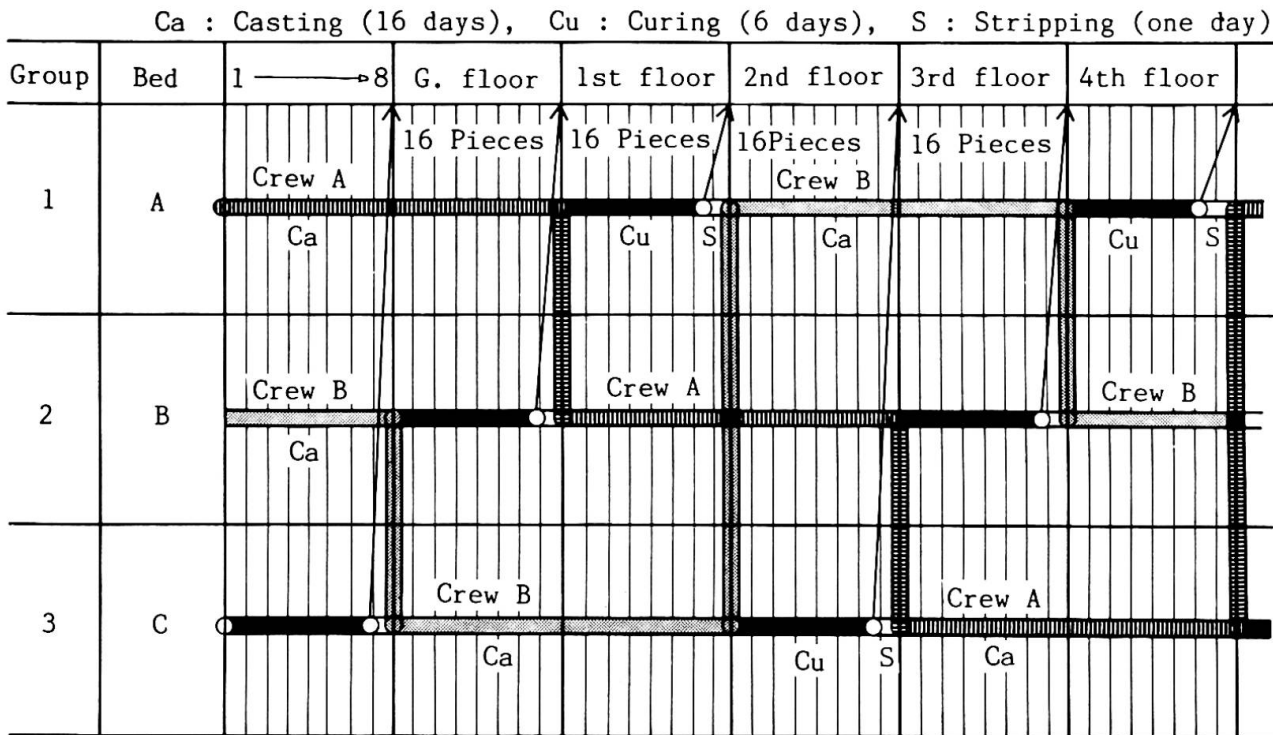 Ca : Casting (16 days), Cu : Curing (6 days), S : Stripping (one day)
Group Bed 1 8 G. floor 1st floor 2nd floor 3rd floor 4th floor
16 Pieces 16 Pieces 16Pieces 16 Pieces
Crew A Crew B
1 A
Ca Cu S Ca Cu S
Crew B Crew A Crew B
2 B
Ca
Crew B Crew A
3 C
Ca Cu S Ca